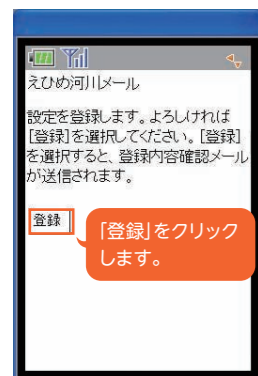 えひめ河川メール
設定を登録します。よろしければ
[登録]を選択してください。[登録]
を選択すると、登録内容確認メール
が送信されます。
登録
「登録」をクリック
します。